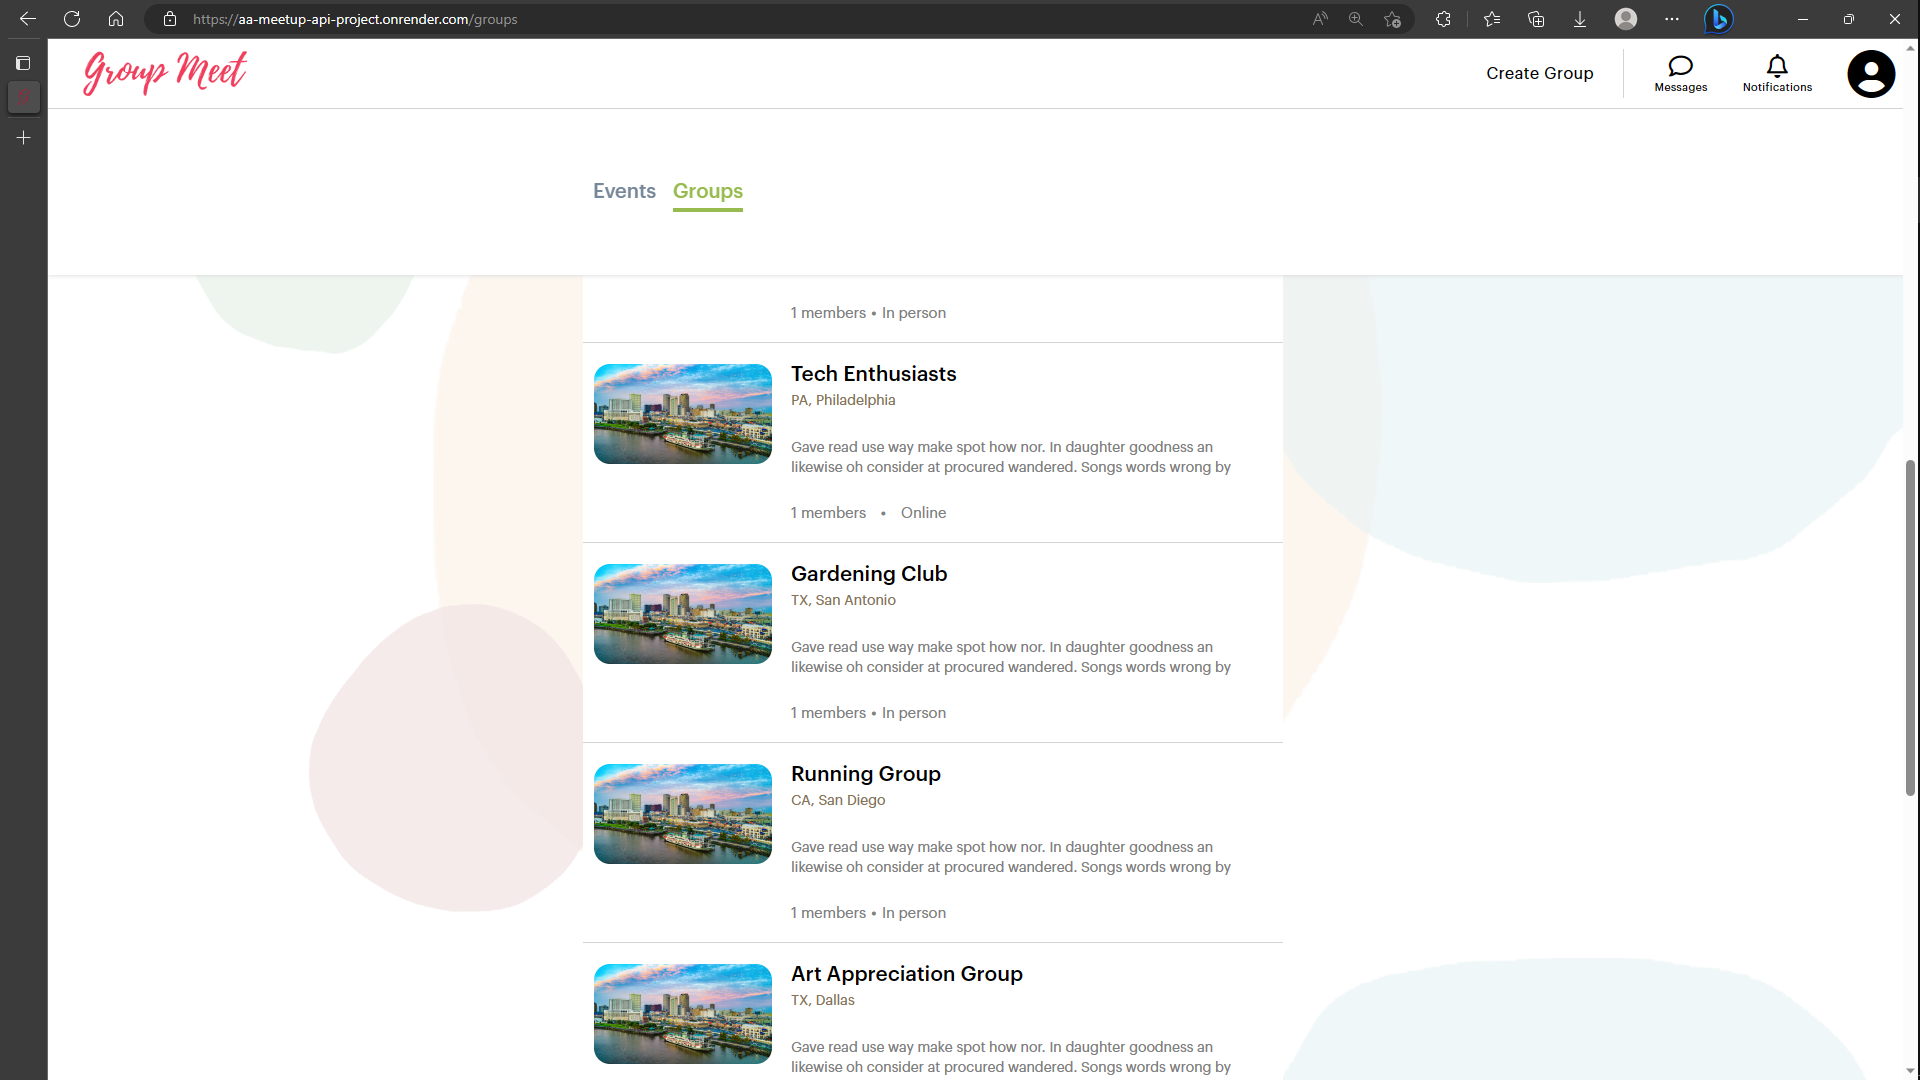 https://aa-meetup-api-project.onrender.com/groups
Group Meet
Create Group
Messages
Notifications
Events Groups
1 members • In person
Tech Enthusiasts
PA, Philadelphia
Gave read use way make spot how nor. In daughter goodness an
likewise oh consider at procured wandered. Songs words wrong by
1 members • Online
Gardening Club
TX, San Antonio
Gave read use way make spot how nor. In daughter goodness an
likewise oh consider at procured wandered. Songs words wrong by
1 members • In person
Running Group
CA, San Diego
Gave read use way make spot how nor. In daughter goodness an
likewise oh consider at procured wandered. Songs words wrong by
1 members • In person
Art Appreciation Group
TX, Dallas
Gave read use way make spot how nor. In daughter goodness an
likewise oh consider at procured wandered. Songs words wrong by